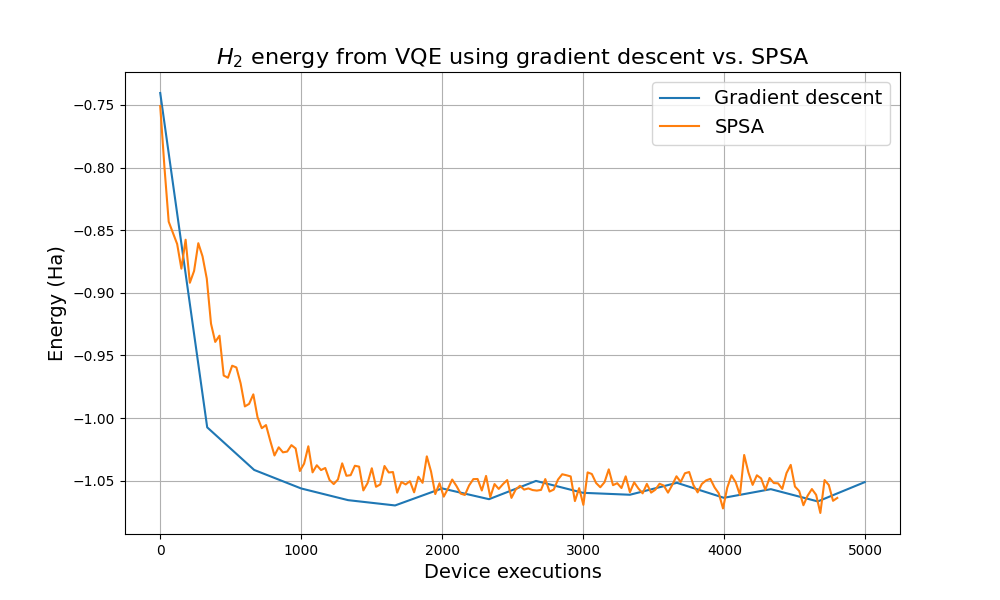 H₂ energy from VQE using gradient descent vs. SPSA
Gradient descent
SPSA
Energy (Ha)
−0.75
−0.80
−0.85
−0.90
−0.95
−1.00
−1.05
0 1000 2000 3000 4000 5000
Device executions